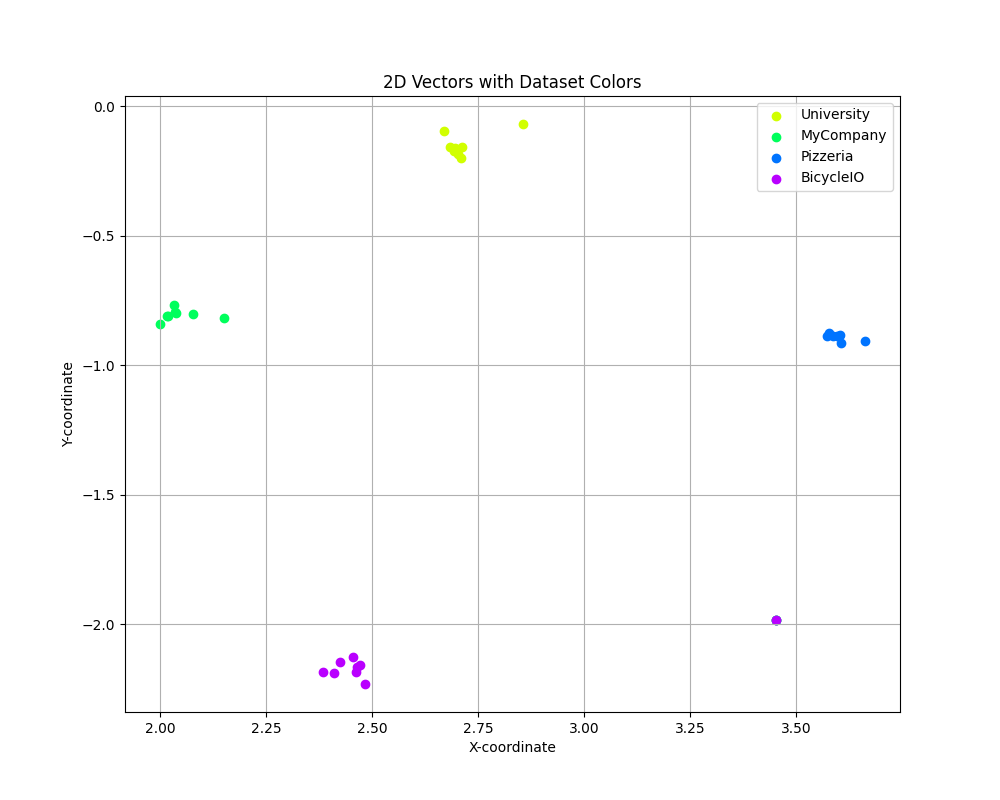 2D Vectors with Dataset Colors
University
MyCompany
Pizzeria
BicycleIO
0.0
−0.5
−1.0
−1.5
−2.0
Y-coordinate
2.00 2.25 2.50 2.75 3.00 3.25 3.50
X-coordinate